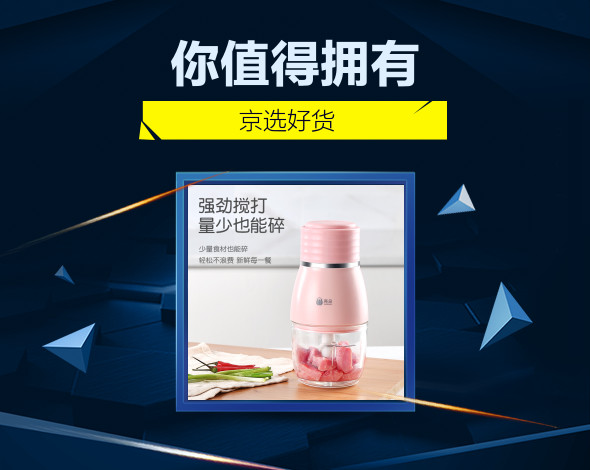 你值得拥有
京选好货
强劲搅打
量少也能碎
少量食材也能碎
轻松不浪费 新鲜每一餐